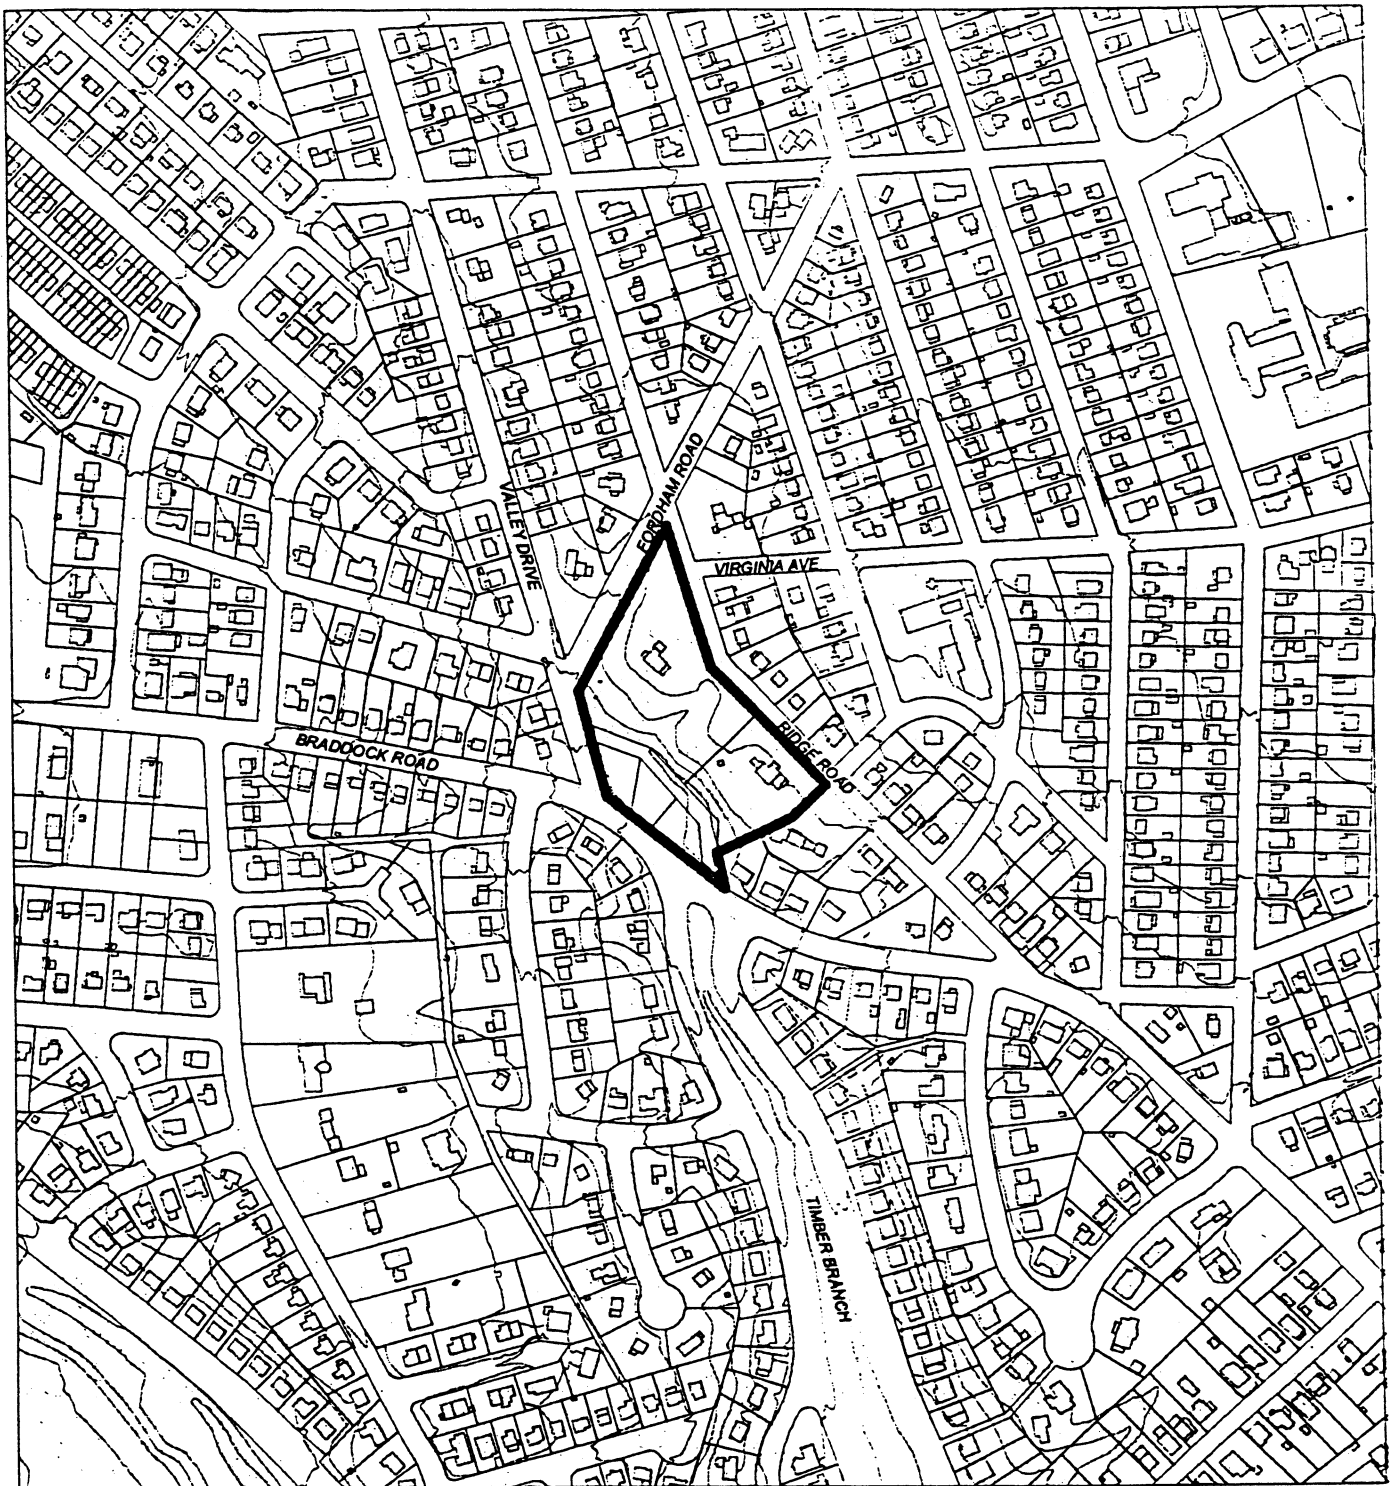 FORDHAM ROAD
VALLEY DRIVE
VIRGINIA AVE
RIDGE ROAD
BRADDOCK ROAD
TIMBER BRANCH